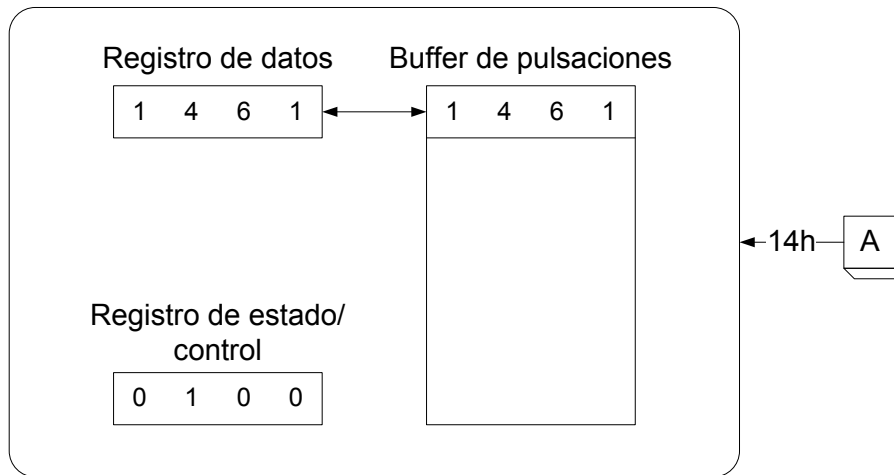 Registro de datos
1 4 6 1
Buffer de pulsaciones
1 4 6 1
14h
A
Registro de estado/
control
0 1 0 0